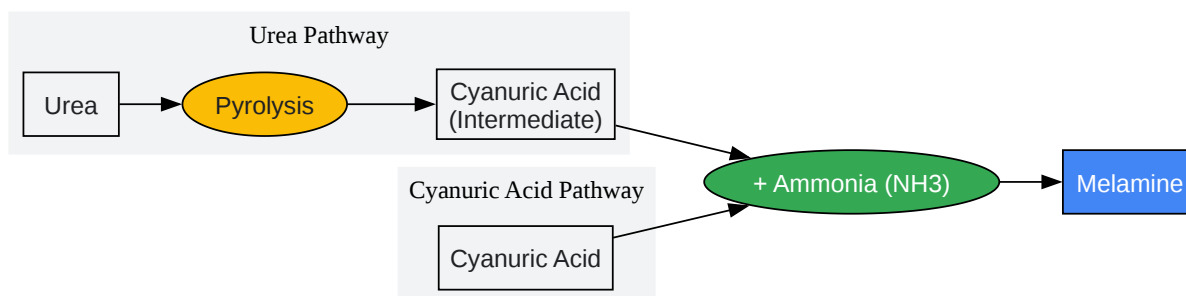 Urea Pathway
Urea
Pyrolysis
Cyanuric Acid
(Intermediate)
Cyanuric Acid Pathway
Cyanuric Acid
+ Ammonia (NH3)
Melamine